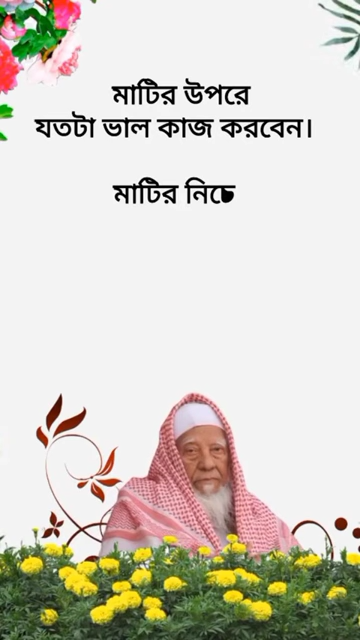 মাটির উপরে
যতটা ভাল কাজ করবেন।
মাটির নিচে